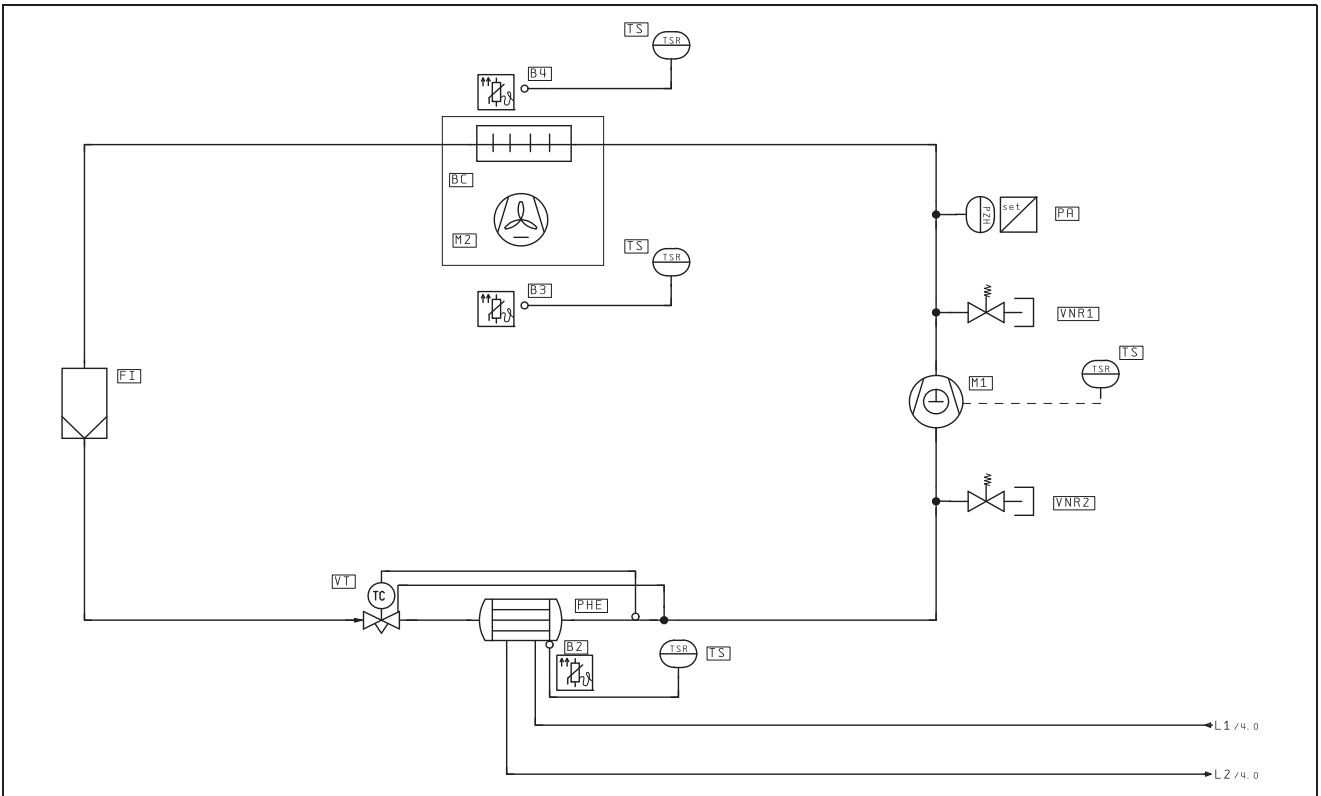 TS
TSR
B4
BC
PZH
set
PA
M2
TS
TSR
B3
VNR1
TS
TSR
FI
M1
VNR2
VT
TC
PHE
B2
TSR
TS
L1/4.0
L2/4.0